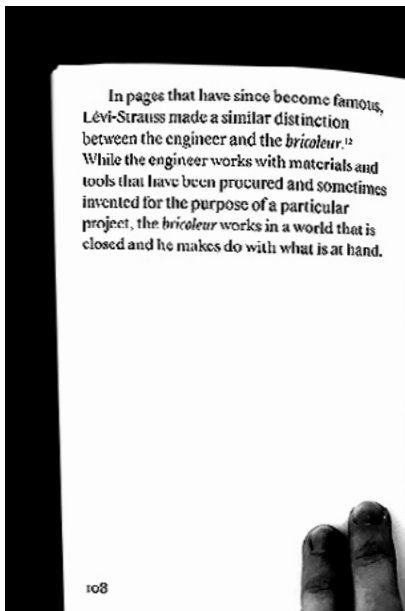 In pages that have since become famous,
Lévi-Strauss made a similar distinction
between the engineer and the bricoleur.¹²
While the engineer works with materials and
tools that have been procured and sometimes
invented for the purpose of a particular
project, the bricoleur works in a world that is
closed and he makes do with what is at hand.
108